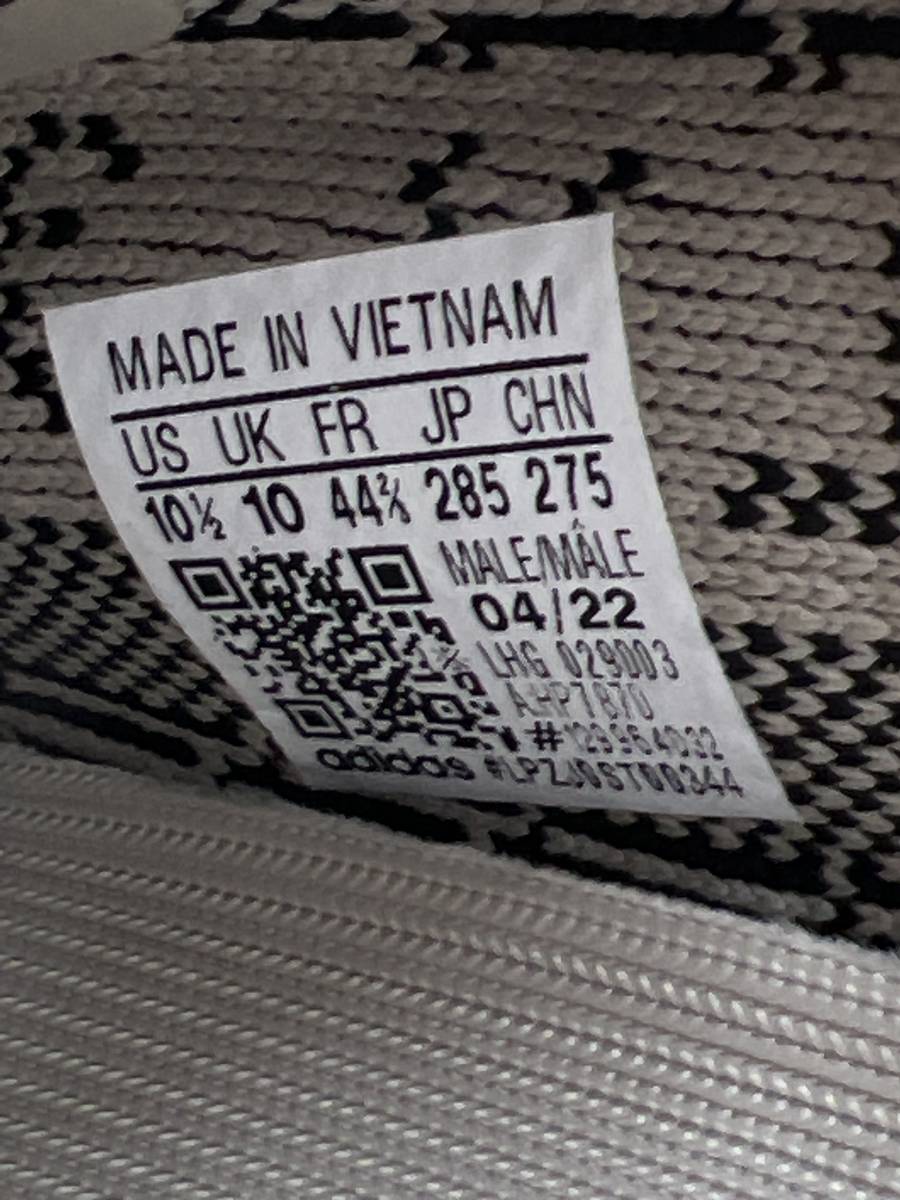 MADE IN VIETNAM
US UK FR JP CHN
10½ 10 44⅔ 285 275
MALE/MÂLE
04/22
LHG 029003
adidas